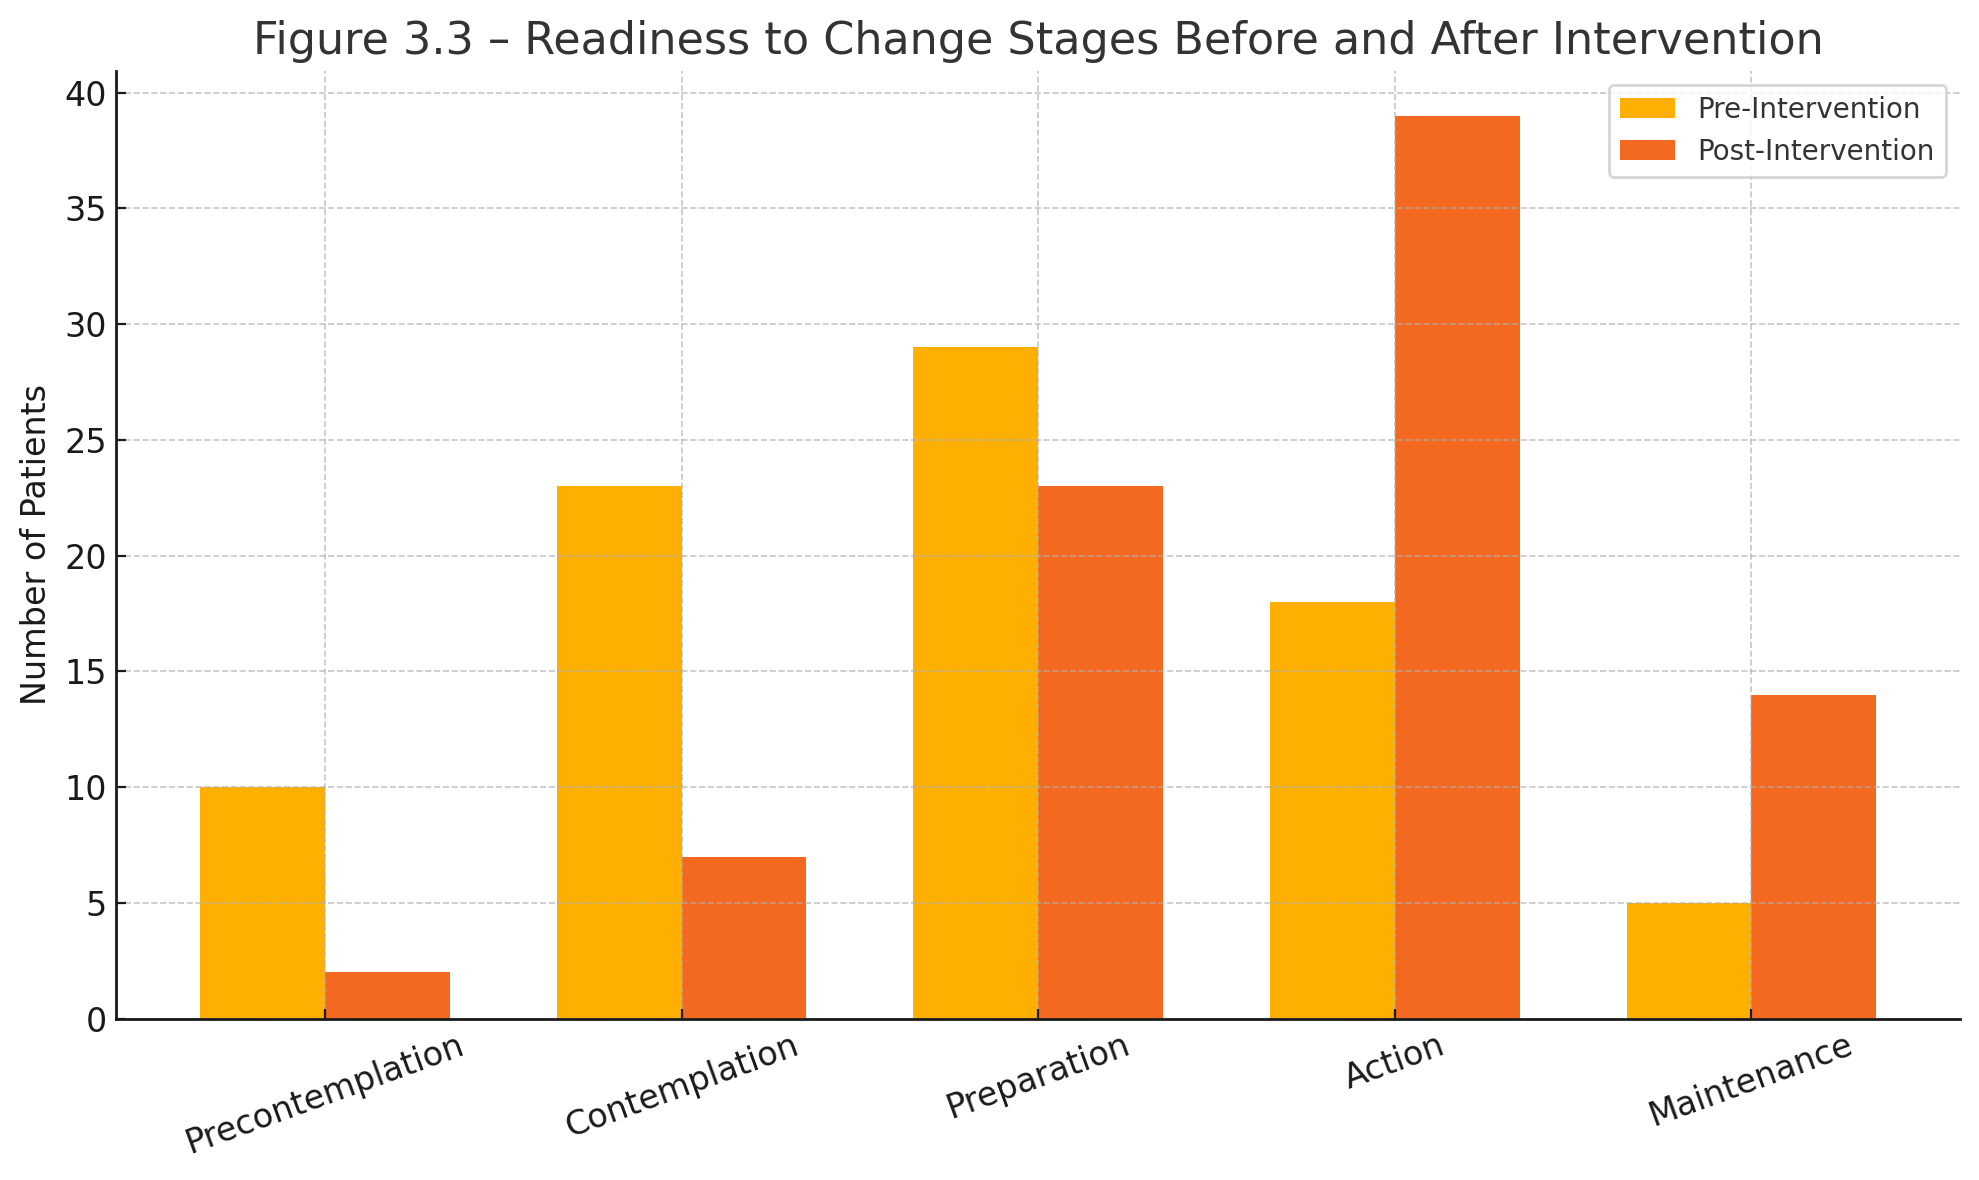 Figure 3.3 – Readiness to Change Stages Before and After Intervention
Pre-Intervention
Post-Intervention
Number of Patients
40
35
30
25
20
15
10
5
0
Precontemplation
Contemplation
Preparation
Action
Maintenance